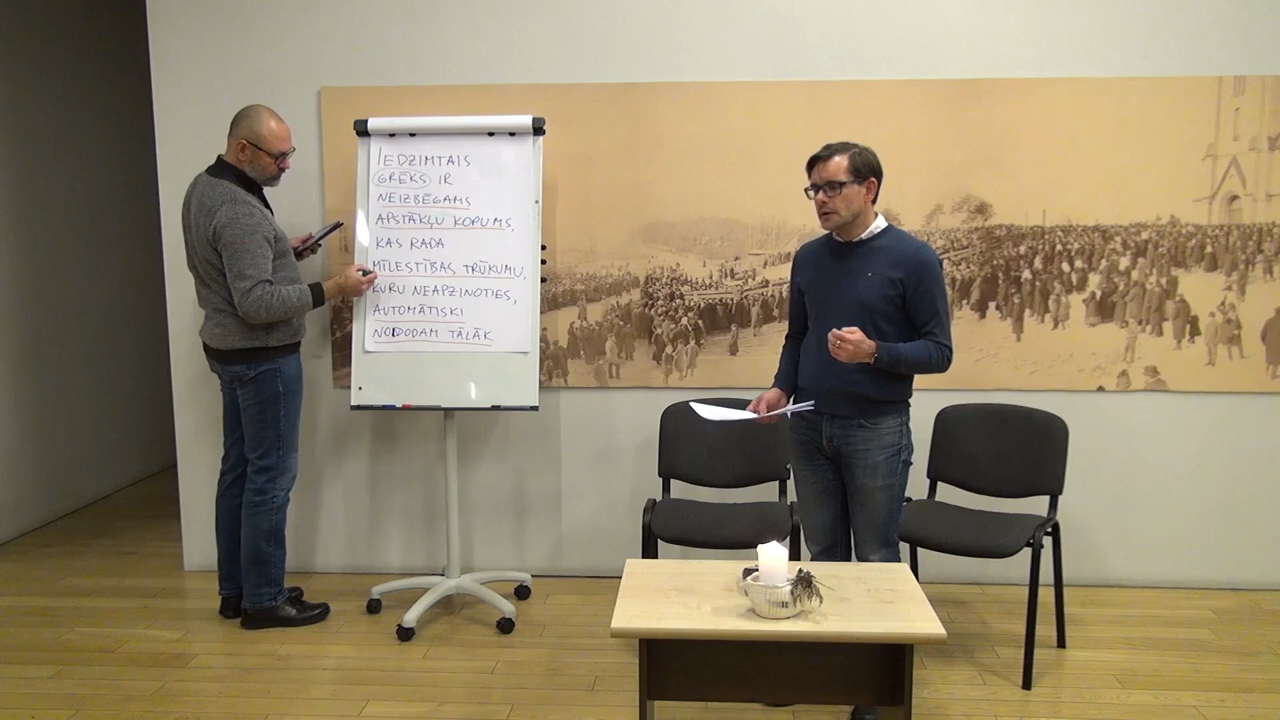 IEDZIMTAIS
GRĒKS IR
NEIZBĒGAMS
APSTĀKĻU KOPUMS,
KAS RADA
MĪLESTĪBAS TRŪKUMU,
KURU NEAPZINOTIES,
AUTOMĀTISKI
NODODAM TĀLĀK